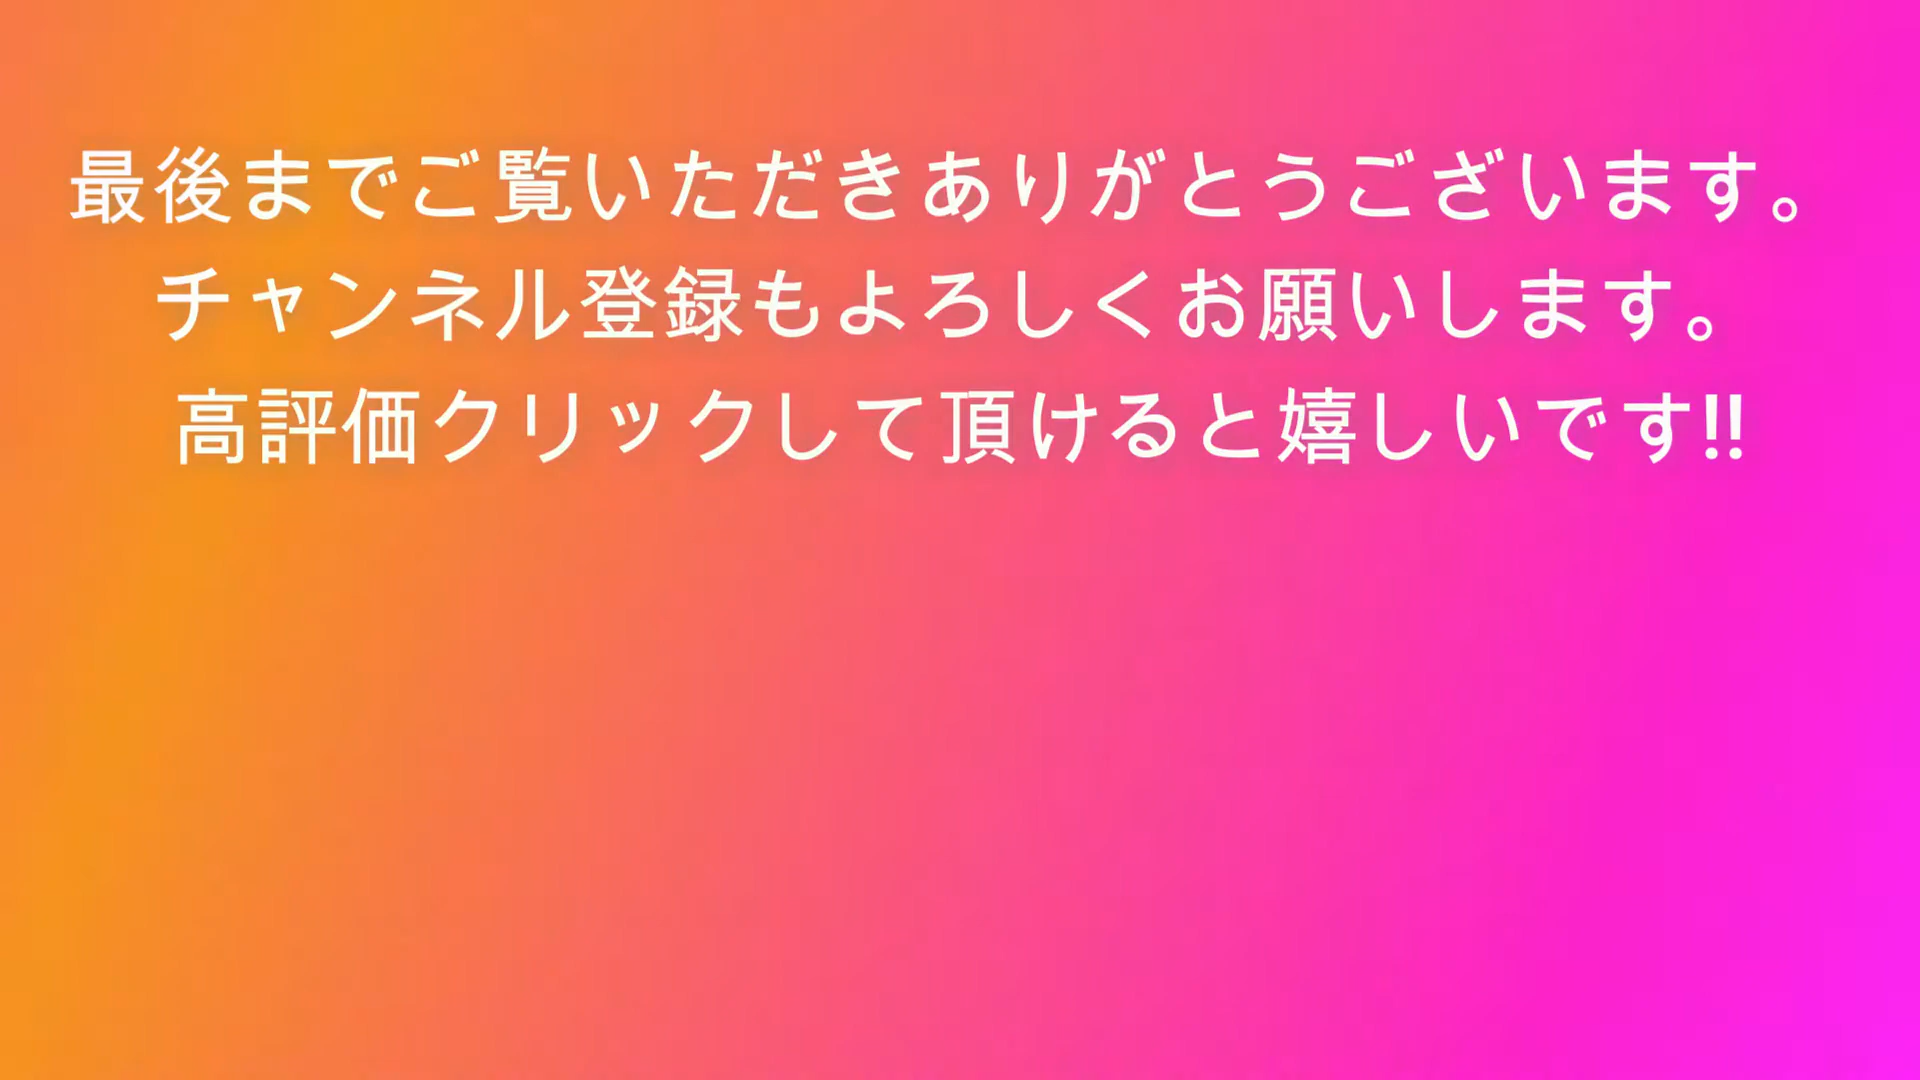 最後までご覧いただきありがとうございます。
チャンネル登録もよろしくお願いします。
高評価クリックして頂けると嬉しいです!!